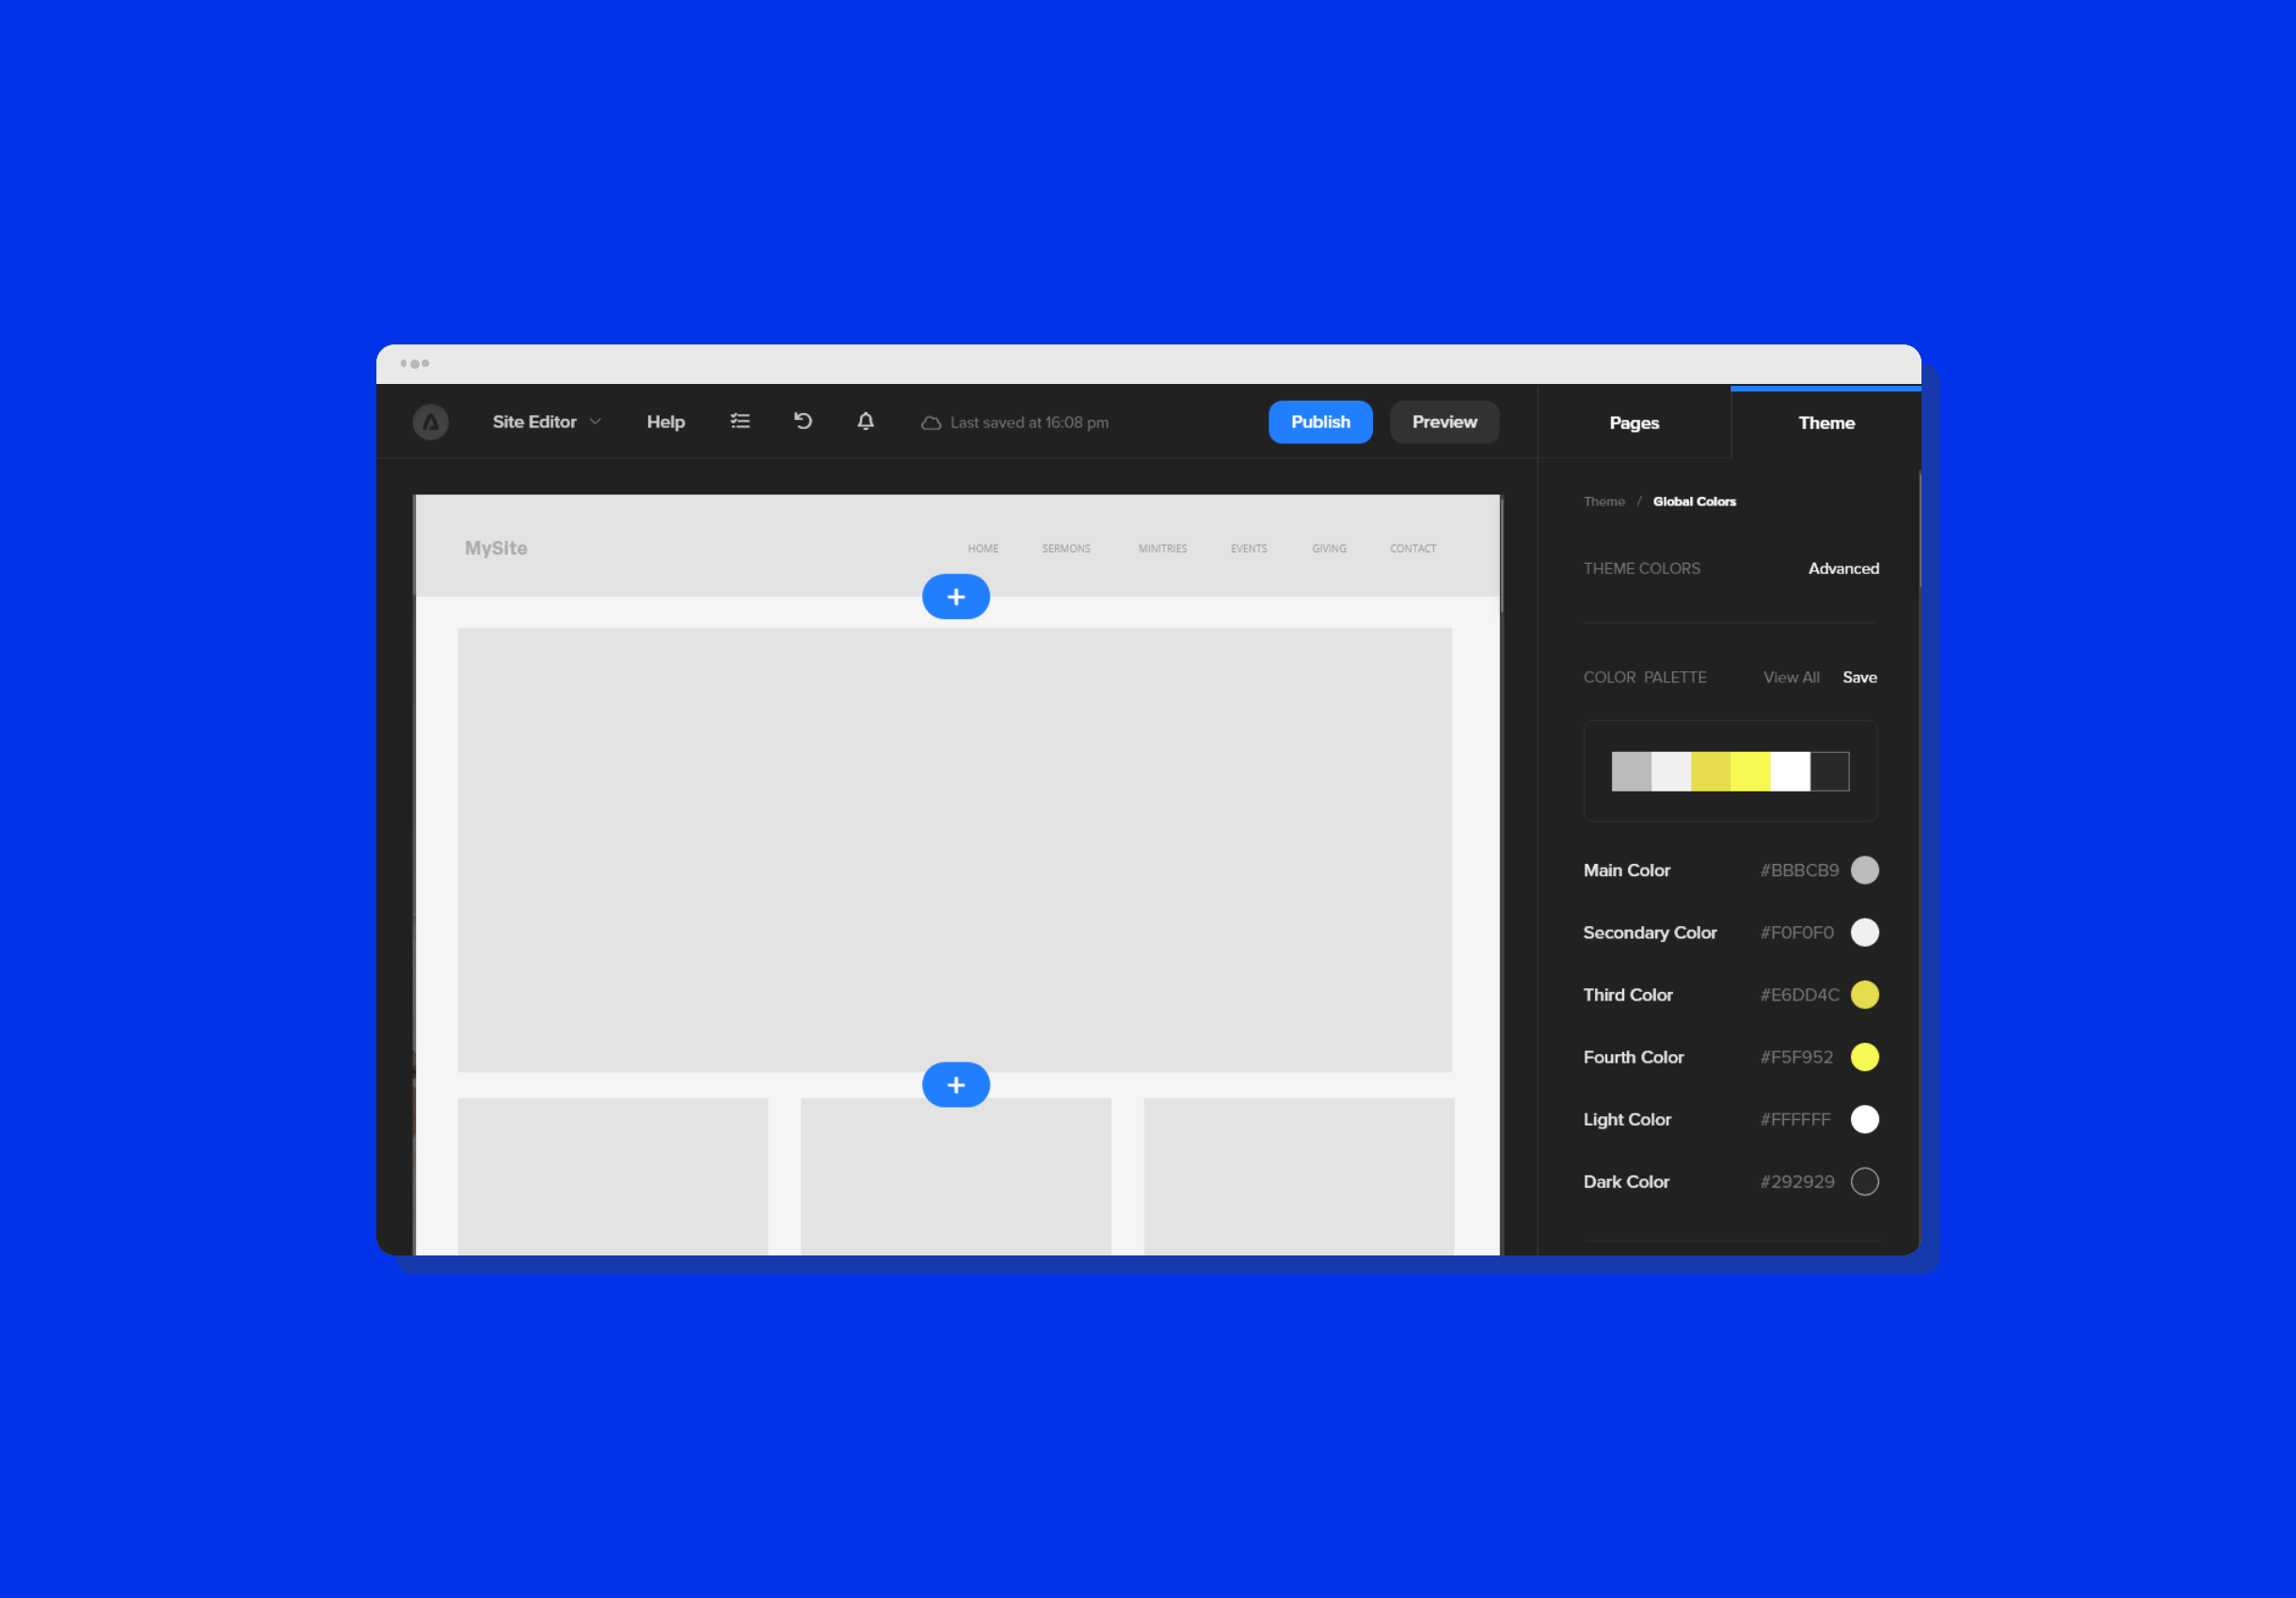 Site Editor Help Last saved at 16:08 pm Publish Preview Pages Theme
Theme / Global Colors
MySite HOME SERMONS MINITRIES EVENTS GIVING CONTACT
THEME COLORS Advanced
COLOR PALETTE View All Save
Main Color #BBBCB9
Secondary Color #F0F0F0
Third Color #E6DD4C
Fourth Color #F5F952
Light Color #FFFFFF
Dark Color #292929